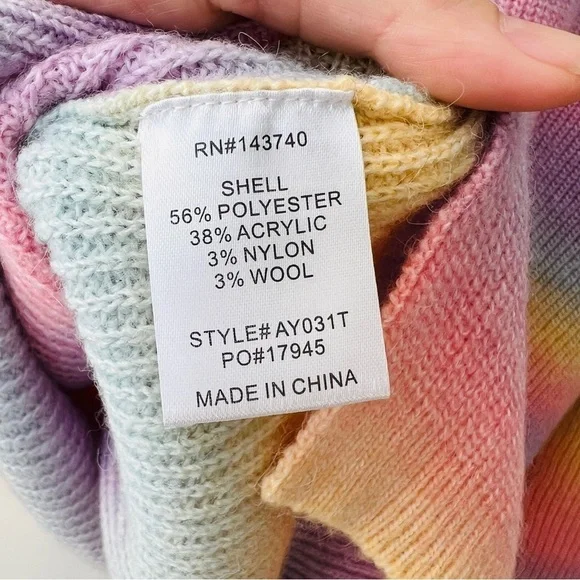 RN#143740
SHELL
56% POLYESTER
38% ACRYLIC
3% NYLON
3% WOOL
STYLE# AY031T
PO#17945
MADE IN CHINA